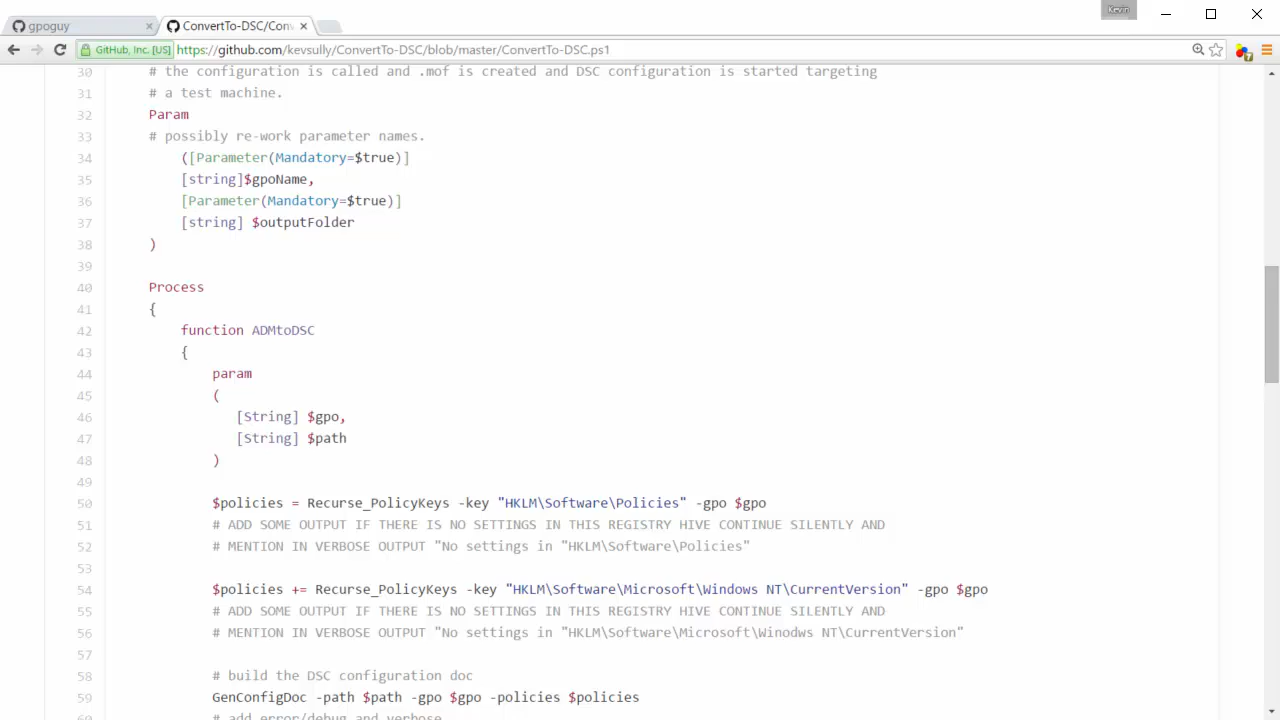 Kevin
gpoguy
ConvertTo-DSC/Conv
GitHub, Inc. [US] https://github.com/kevsully/ConvertTo-DSC/blob/master/ConvertTo-DSC.ps1
7
30 # the configuration is called and .mof is created and DSC configuration is started targeting
31 # a test machine.
32 Param
33 # possibly re-work parameter names.
34 ([Parameter(Mandatory=$true)]
35 [string]$gpoName,
36 [Parameter(Mandatory=$true)]
37 [string] $outputFolder
38 )
39
40 Process
41 {
42 function ADMtoDSC
43 {
44 param
45 (
46 [String] $gpo,
47 [String] $path
48 )
49
50 $policies = Recurse_PolicyKeys -key "HKLM\Software\Policies" -gpo $gpo
51 # ADD SOME OUTPUT IF THERE IS NO SETTINGS IN THIS REGISTRY HIVE CONTINUE SILENTLY AND
52 # MENTION IN VERBOSE OUTPUT "No settings in "HKLM\Software\Policies"
53
54 $policies += Recurse_PolicyKeys -key "HKLM\Software\Microsoft\Windows NT\CurrentVersion" -gpo $gpo
55 # ADD SOME OUTPUT IF THERE IS NO SETTINGS IN THIS REGISTRY HIVE CONTINUE SILENTLY AND
56 # MENTION IN VERBOSE OUTPUT "No settings in "HKLM\Software\Microsoft\Winodws NT\CurrentVersion"
57
58 # build the DSC configuration doc
59 GenConfigDoc -path $path -gpo $gpo -policies $policies
60 # add error/debug and verbose